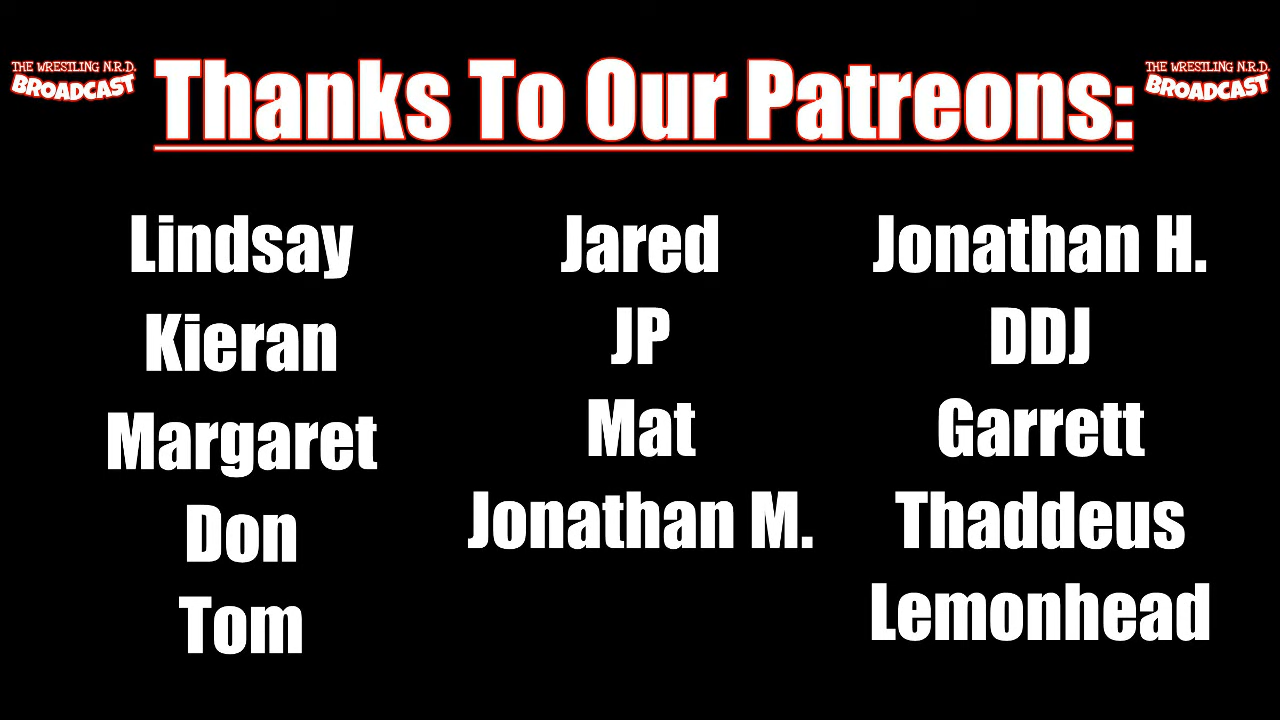 THE WRESTLING N.R.D.
BROADCAST
Thanks To Our Patreons:
THE WRESTLING N.R.D.
BROADCAST
Lindsay
Kieran
Margaret
Don
Tom
Jared
JP
Mat
Jonathan M.
Jonathan H.
DDJ
Garrett
Thaddeus
Lemonhead